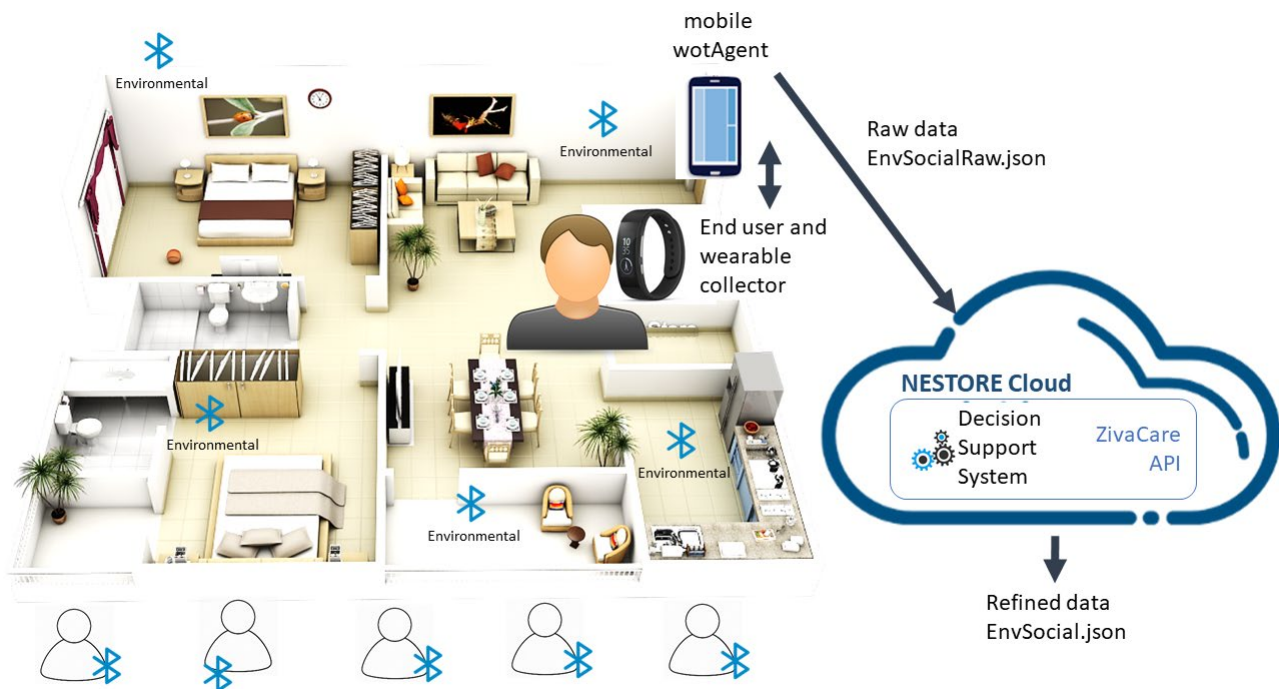 mobile
wotAgent
Environmental
Environmental
Raw data
EnvSocialRaw.json
End user and
wearable
collector
NESTORE Cloud
Decision
Support
System
ZivaCare
API
Environmental
Environmental
Environmental
Refined data
EnvSocial.json